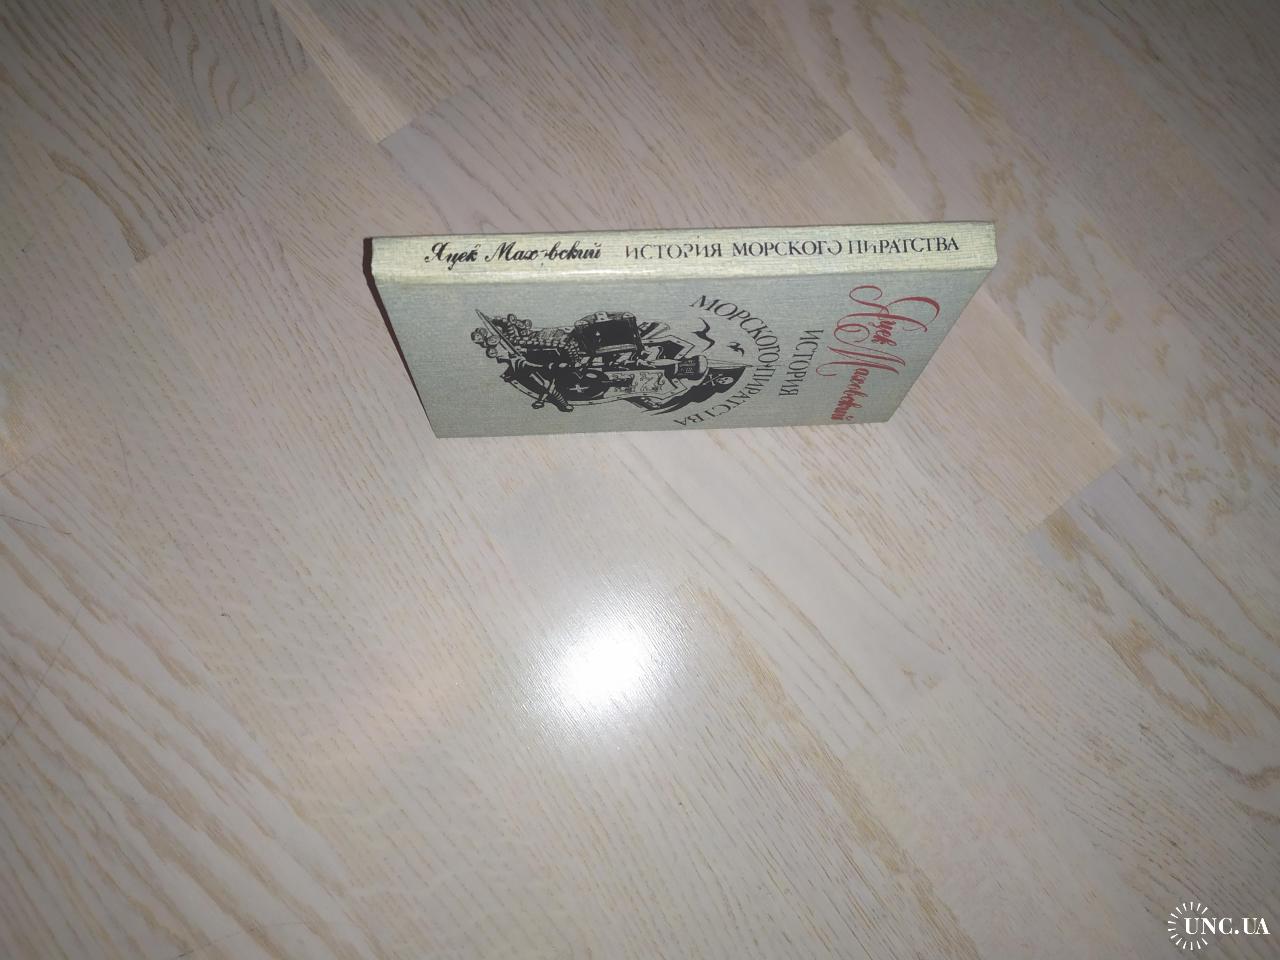 Яцек Маховский ИСТОРИЯ МОРСКОГО ПИРАТСТВА
Яцек
Маховский
ИСТОРИЯ
МОРСКОГО ПИРАТСТВА
UNC.UA